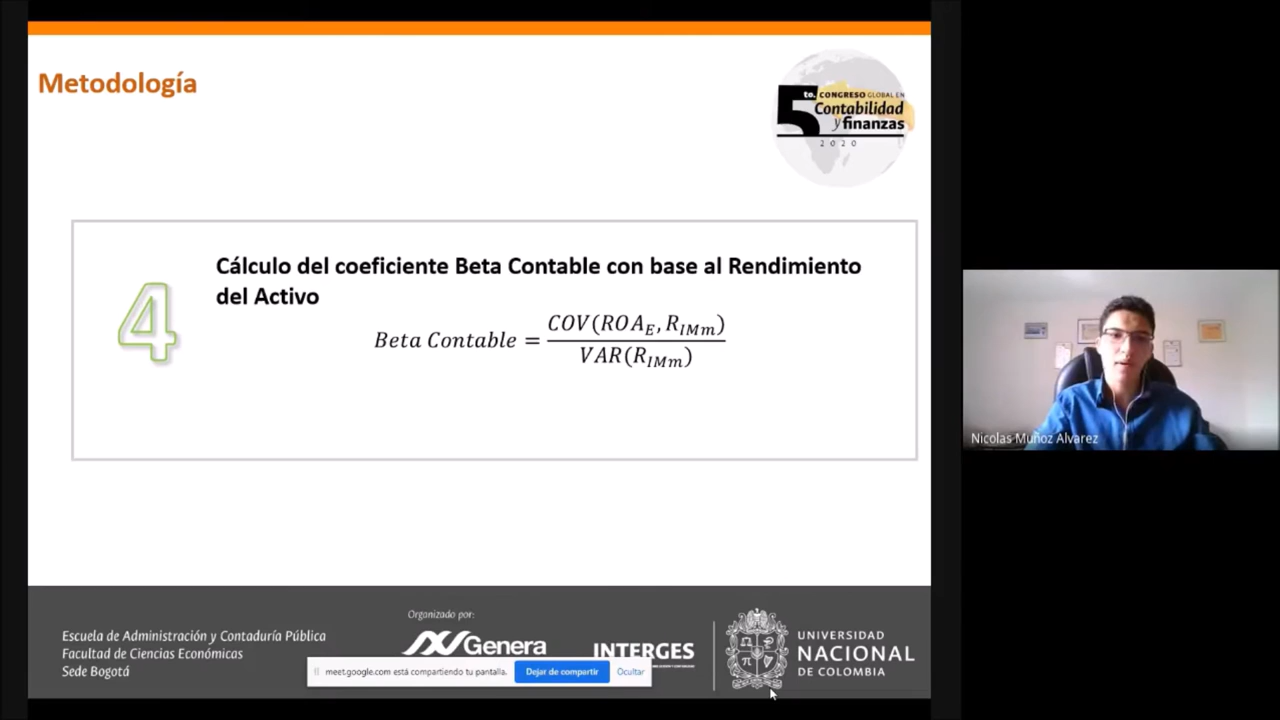 Metodología
5to. CONGRESO GLOBAL EN
Contabilidad
y finanzas
2020
4
Cálculo del coeficiente Beta Contable con base al Rendimiento
del Activo
Beta Contable = COV(ROA_E, R_IMm) / VAR(R_IMm)
Nicolas Muñoz Alvarez
Organizado por:
Escuela de Administración y Contaduría Pública
Facultad de Ciencias Económicas
Sede Bogotá
Genera
INTERGES
UNIVERSIDAD
NACIONAL
DE COLOMBIA
meet.google.com está compartiendo tu pantalla.
Dejar de compartir
Ocultar